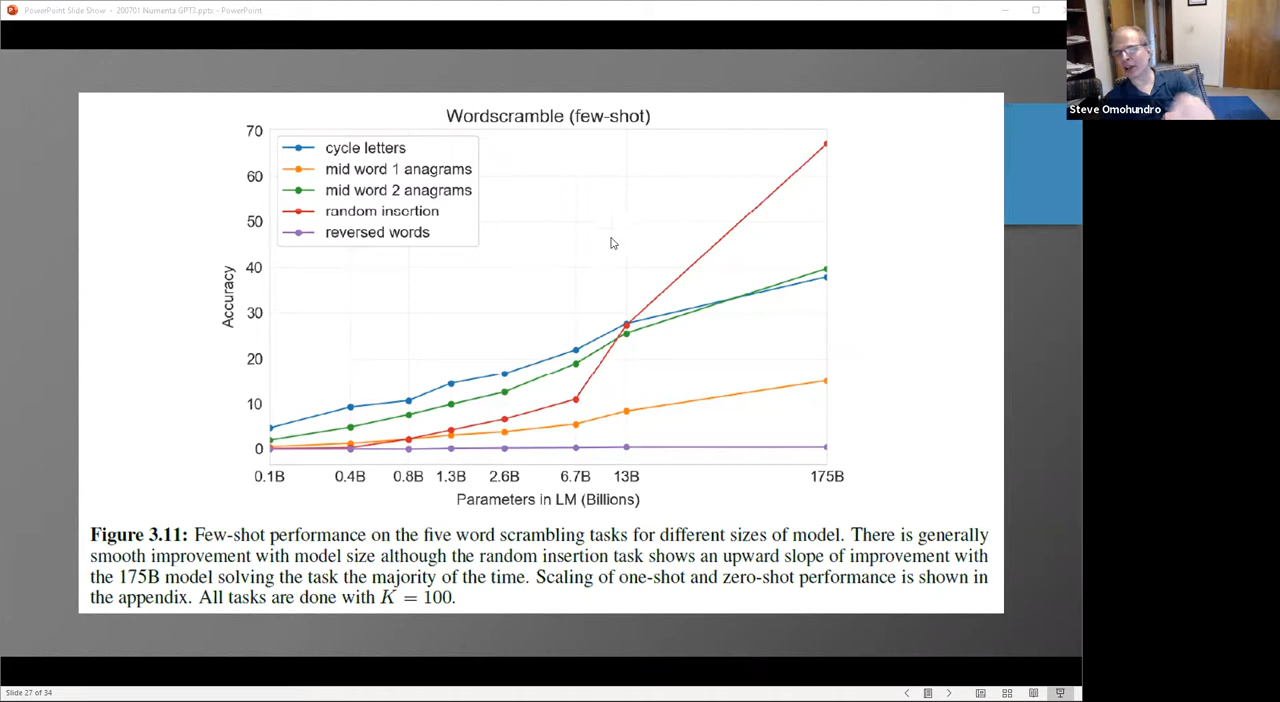 PowerPoint Slide Show - 200701 Numenta GPT3.pptx - PowerPoint
Steve Omohundro
Wordscramble (few-shot)
70
60
50
40
30
20
10
0
Accuracy
cycle letters
mid word 1 anagrams
mid word 2 anagrams
random insertion
reversed words
0.1B 0.4B 0.8B 1.3B 2.6B 6.7B 13B 175B
Parameters in LM (Billions)
Figure 3.11: Few-shot performance on the five word scrambling tasks for different sizes of model. There is generally
smooth improvement with model size although the random insertion task shows an upward slope of improvement with
the 175B model solving the task the majority of the time. Scaling of one-shot and zero-shot performance is shown in
the appendix. All tasks are done with K = 100.
Slide 27 of 34